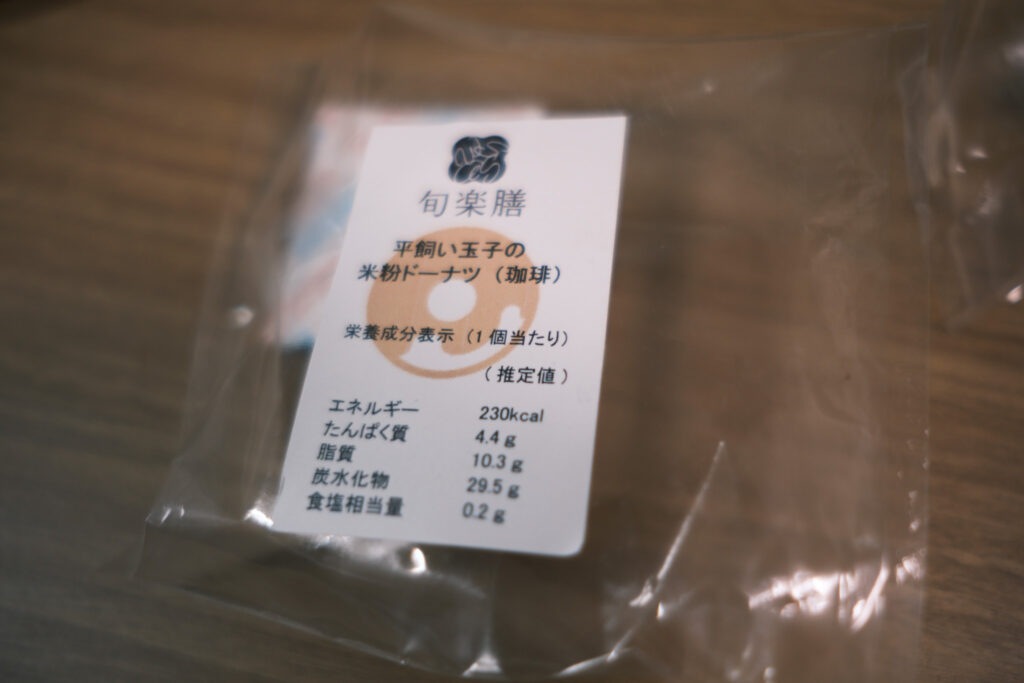 旬楽膳
平飼い玉子の
米粉ドーナツ（珈琲）
栄養成分表示（1個当たり）
（推定値）
エネルギー 230kcal
たんぱく質 4.4g
脂質 10.3g
炭水化物 29.5g
食塩相当量 0.2g